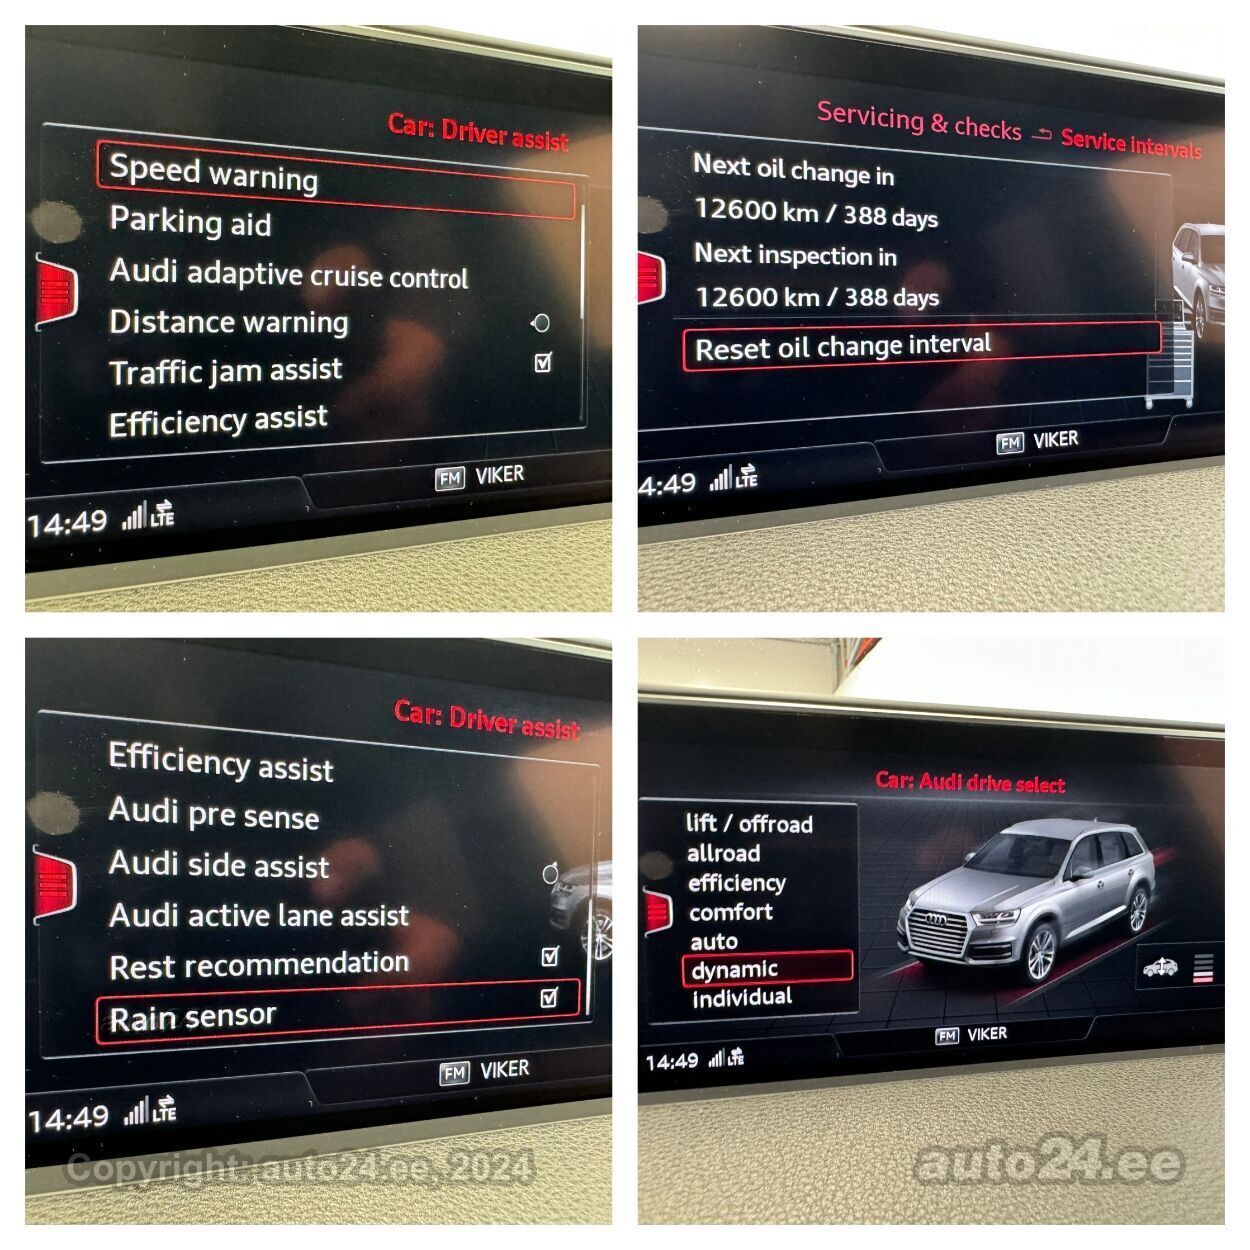 Car: Driver assist
Speed warning
Parking aid
Audi adaptive cruise control
Distance warning
Traffic jam assist
Efficiency assist
FM VIKER
14:49 LTE
Servicing & checks Service intervals
Next oil change in
12600 km / 388 days
Next inspection in
12600 km / 388 days
Reset oil change interval
FM VIKER
4:49 LTE
Car: Driver assist
Efficiency assist
Audi pre sense
Audi side assist
Audi active lane assist
Rest recommendation
Rain sensor
FM VIKER
14:49 LTE
Copyright: auto24.ee, 2024
Car: Audi drive select
lift / offroad
allroad
efficiency
comfort
auto
dynamic
individual
FM VIKER
14:49 LTE
auto24.ee